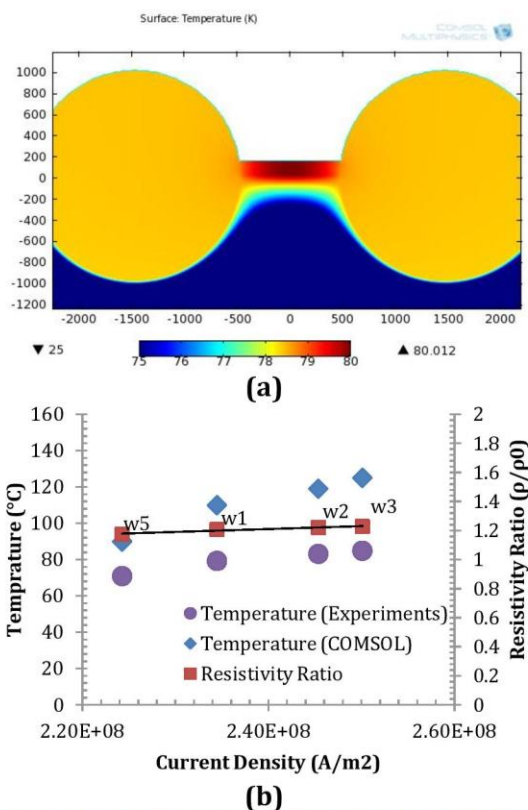 Surface: Temperature (K)
COMSOL
MULTIPHYSICS
1000
800
600
400
200
0
-200
-400
-600
-800
-1000
-1200
-2000 -1500 -1000 -500 0 500 1000 1500 2000
▼ 25 ▲ 80.012
75 76 77 78 79 80
(a)
Temprature (°C)
160
140
120
100
80
60
40
20
0
Resistivity Ratio (ρ/ρ0)
2
1.8
1.6
1.4
1.2
1
0.8
0.6
0.4
0.2
0
w5 w1 w2 w3
Temperature (Experiments)
Temperature (COMSOL)
Resistivity Ratio
2.20E+08 2.40E+08 2.60E+08
Current Density (A/m2)
(b)